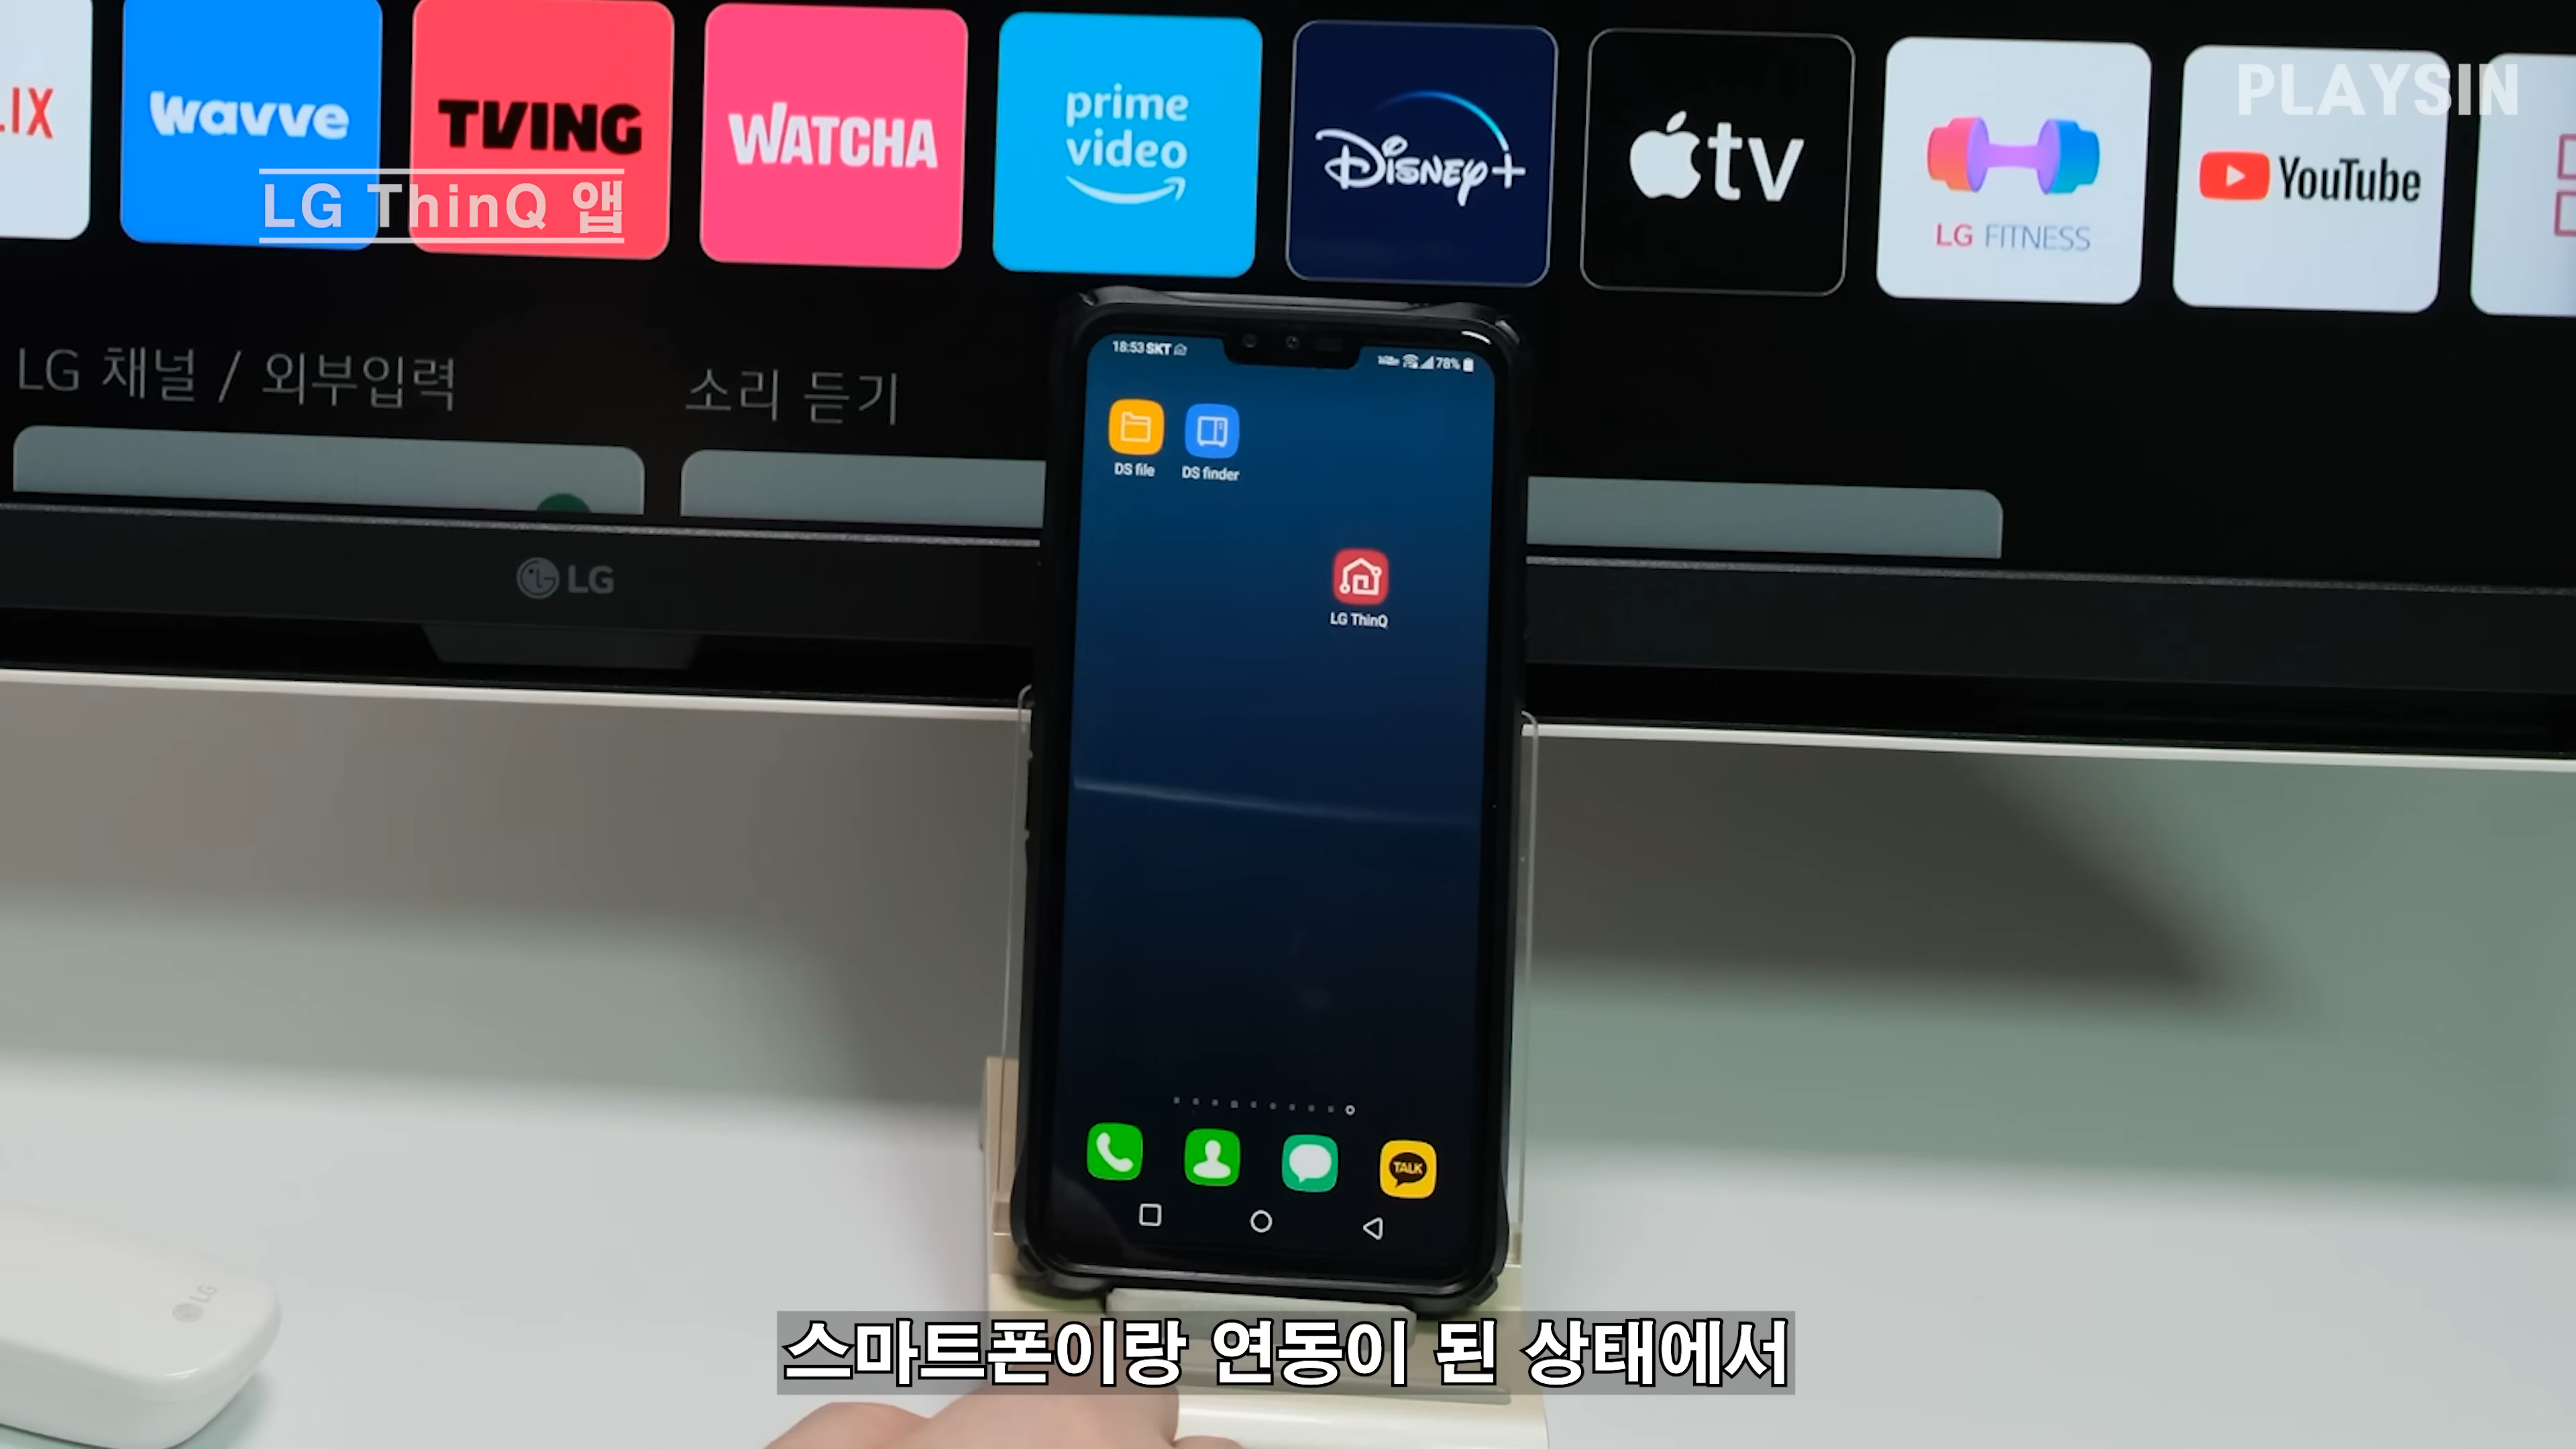 LIX
wavve
TVING
WATCHA
prime
video
Disney+
tv
LG FITNESS
YouTube
PLAYSIN
LG ThinQ 앱
LG 채널 / 외부입력
소리 듣기
LG
18:53 SKT
78%
DS file
DS finder
LG ThinQ
TALK
LG
스마트폰이랑 연동이 된 상태에서